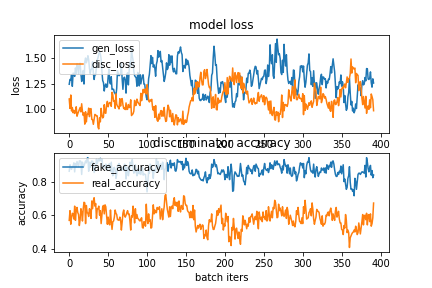 model loss
gen_loss
disc_loss
1.50
1.25
1.00
loss
0 50 100 150 200 250 300 350 400
discriminator accuracy
fake_accuracy
real_accuracy
0.8
0.6
0.4
accuracy
0 50 100 150 200 250 300 350 400
batch iters